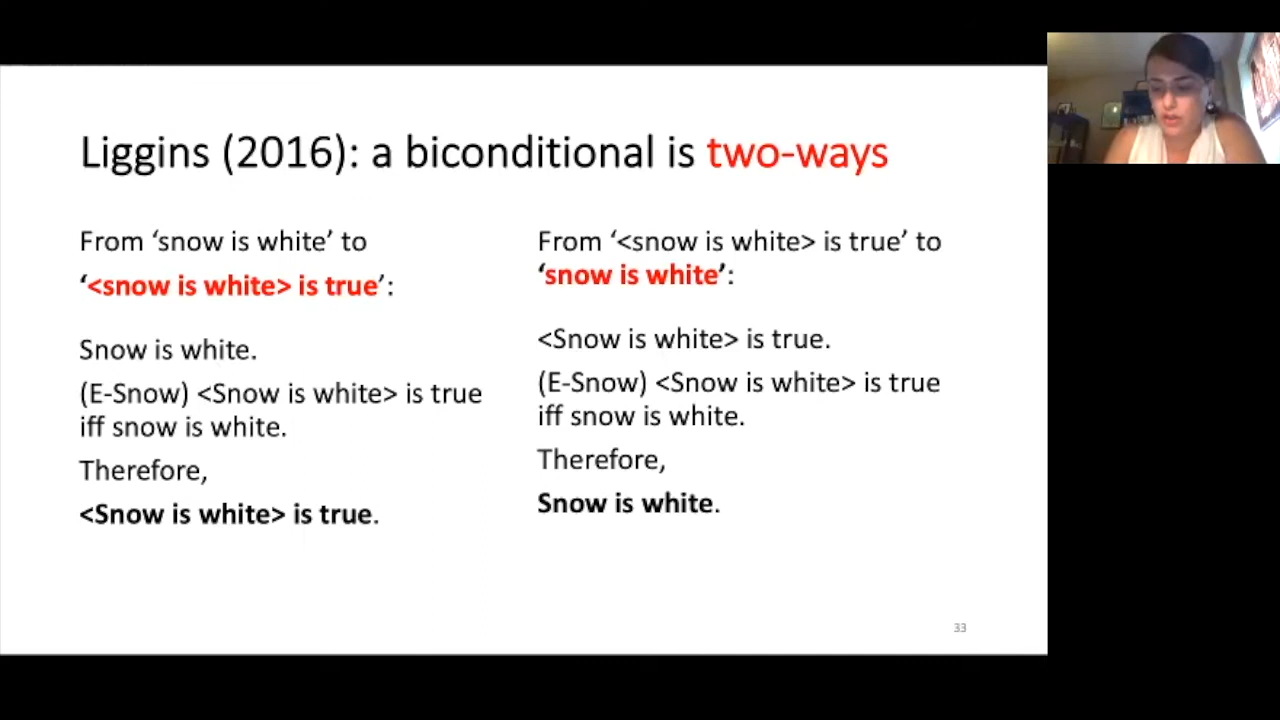 Liggins (2016): a biconditional is two-ways
From ‘snow is white’ to
‘<snow is white> is true’:
Snow is white.
(E-Snow) <Snow is white> is true
iff snow is white.
Therefore,
<Snow is white> is true.
From ‘<snow is white> is true’ to
‘snow is white’:
<Snow is white> is true.
(E-Snow) <Snow is white> is true
iff snow is white.
Therefore,
Snow is white.
33